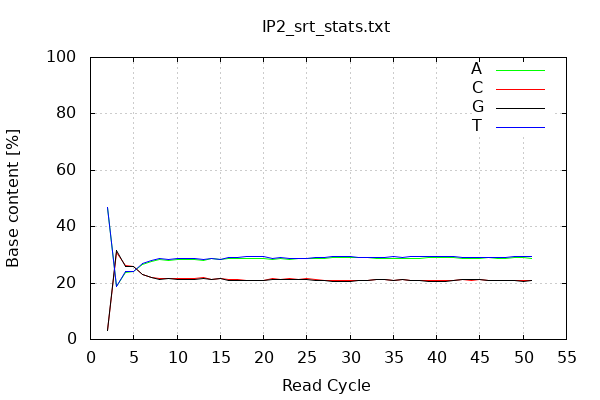 IP2_srt_stats.txt
100
80
60
40
20
0
Base content [%]
A
C
G
T
0 5 10 15 20 25 30 35 40 45 50 55
Read Cycle